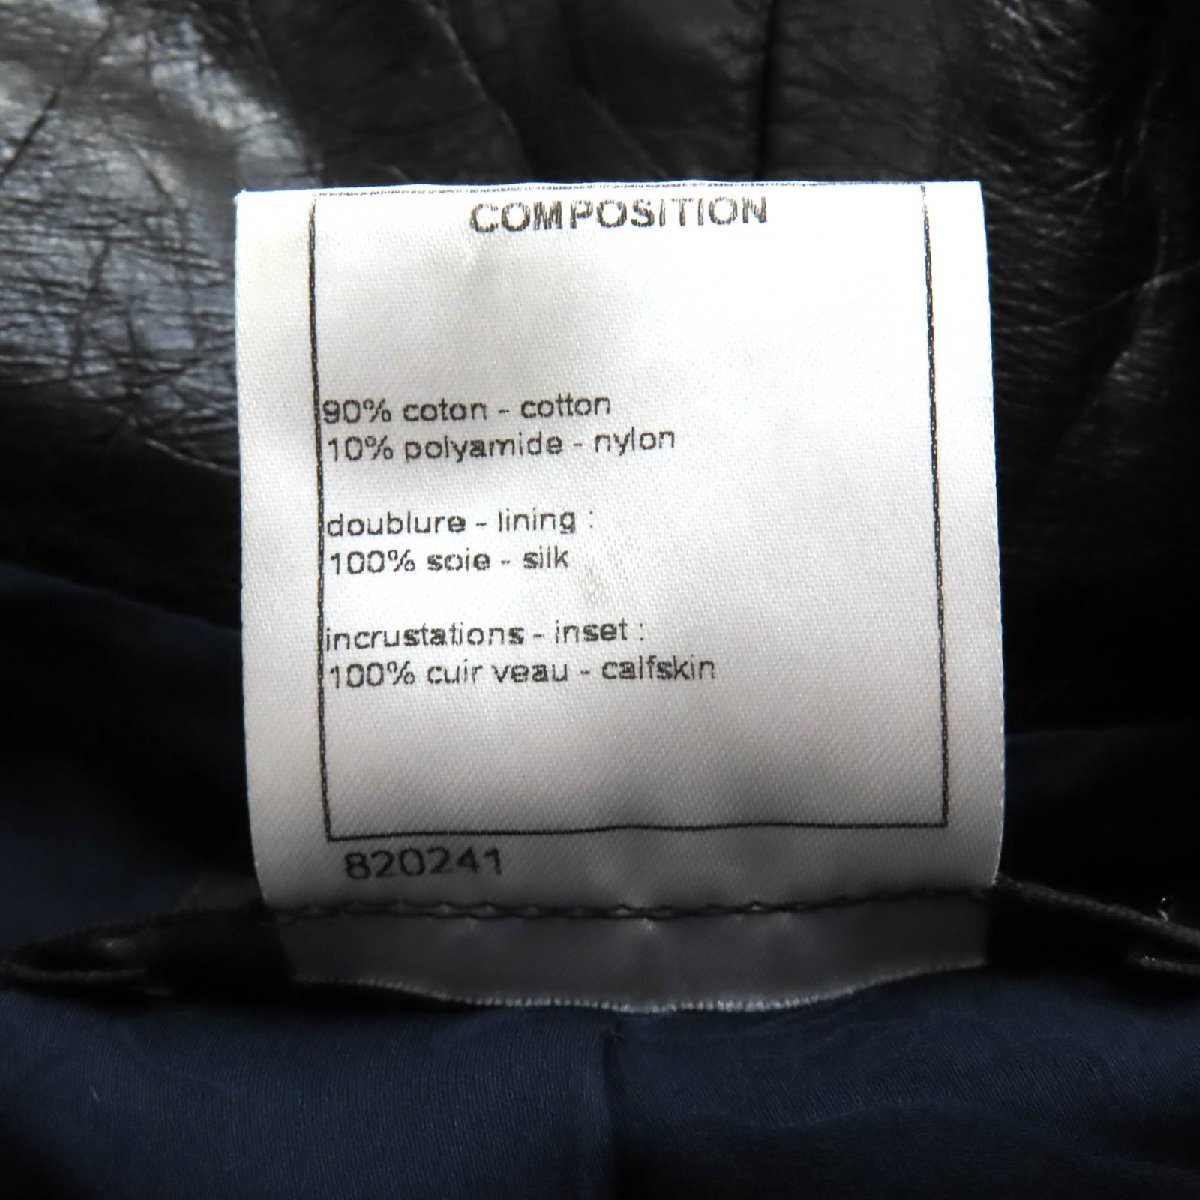 COMPOSITION
90% coton - cotton
10% polyamide - nylon
doublure - lining :
100% soie - silk
incrustations - inset :
100% cuir veau - calfskin
820241